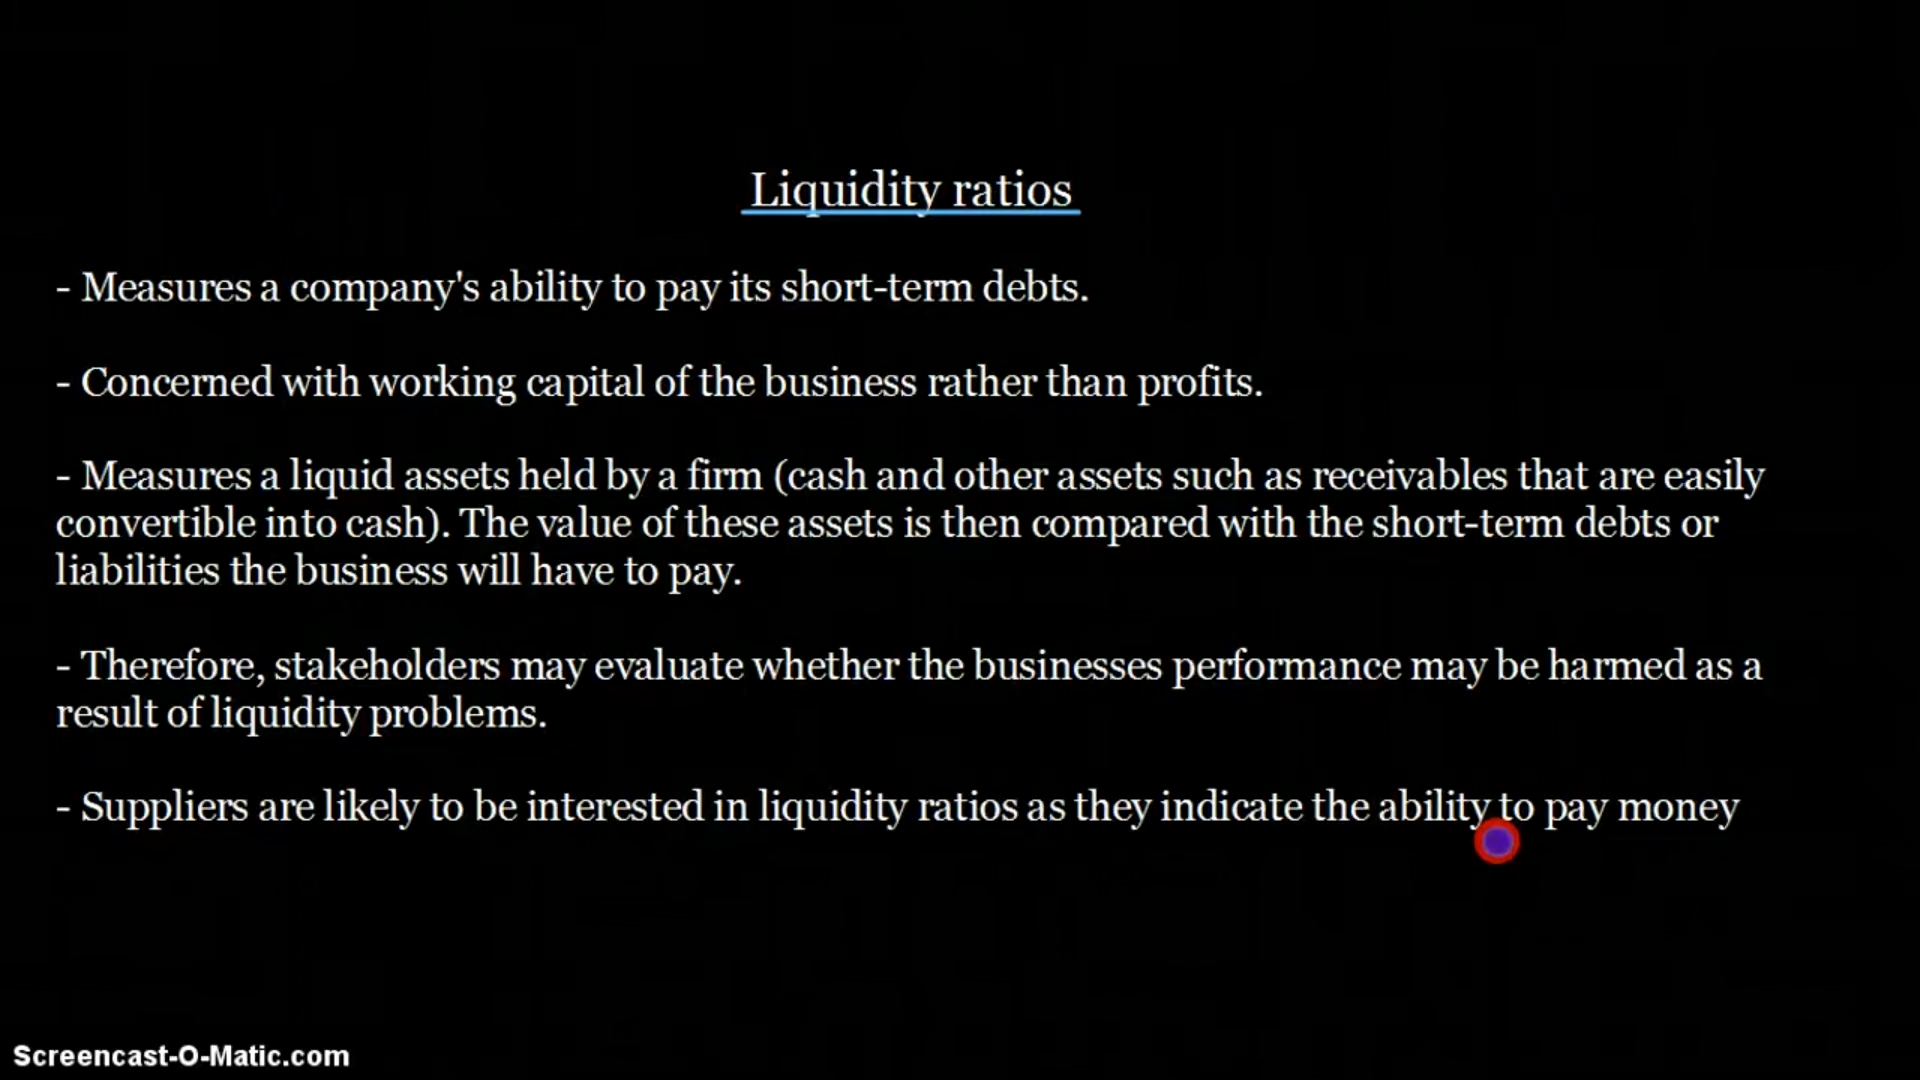 Liquidity ratios
- Measures a company's ability to pay its short-term debts.
- Concerned with working capital of the business rather than profits.
- Measures a liquid assets held by a firm (cash and other assets such as receivables that are easily
convertible into cash). The value of these assets is then compared with the short-term debts or
liabilities the business will have to pay.
- Therefore, stakeholders may evaluate whether the businesses performance may be harmed as a
result of liquidity problems.
- Suppliers are likely to be interested in liquidity ratios as they indicate the ability to pay money
Screencast-O-Matic.com